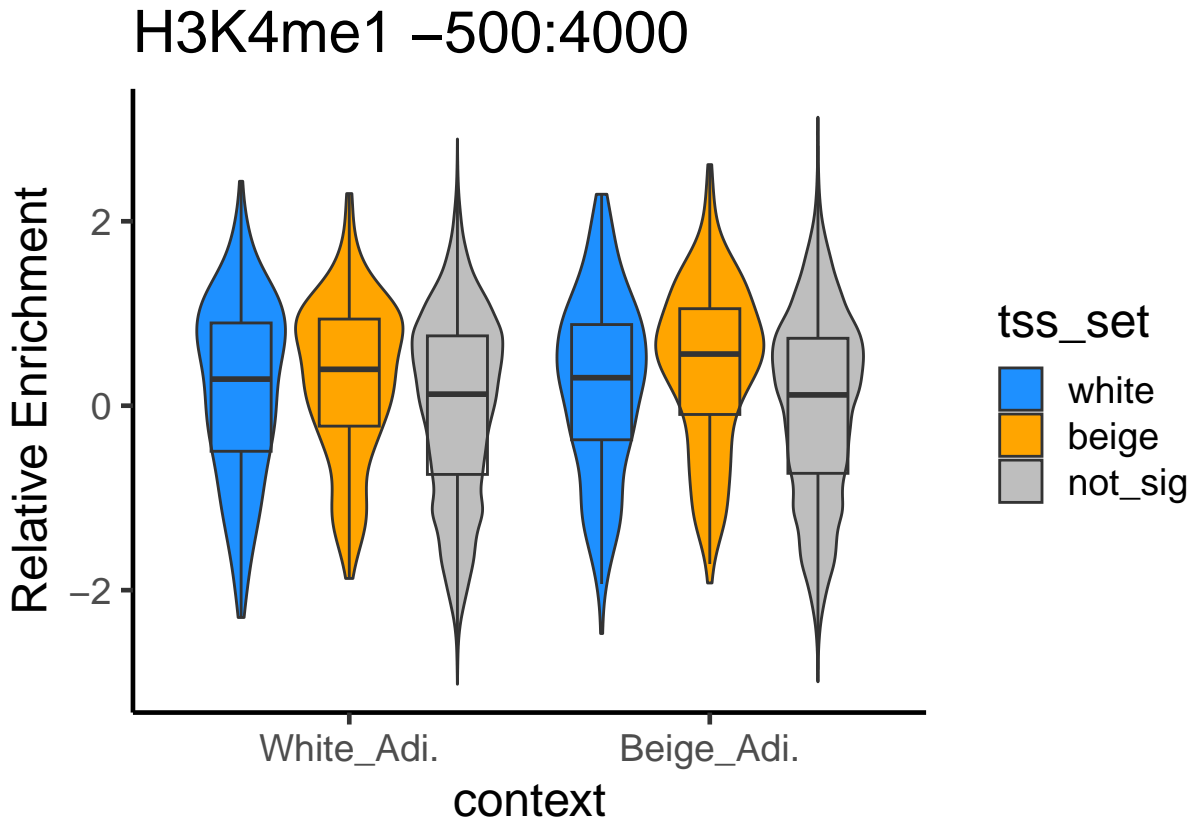 H3K4me1 −500:4000
Relative Enrichment
2
0
−2
White_Adi.
Beige_Adi.
context
tss_set
white
beige
not_sig